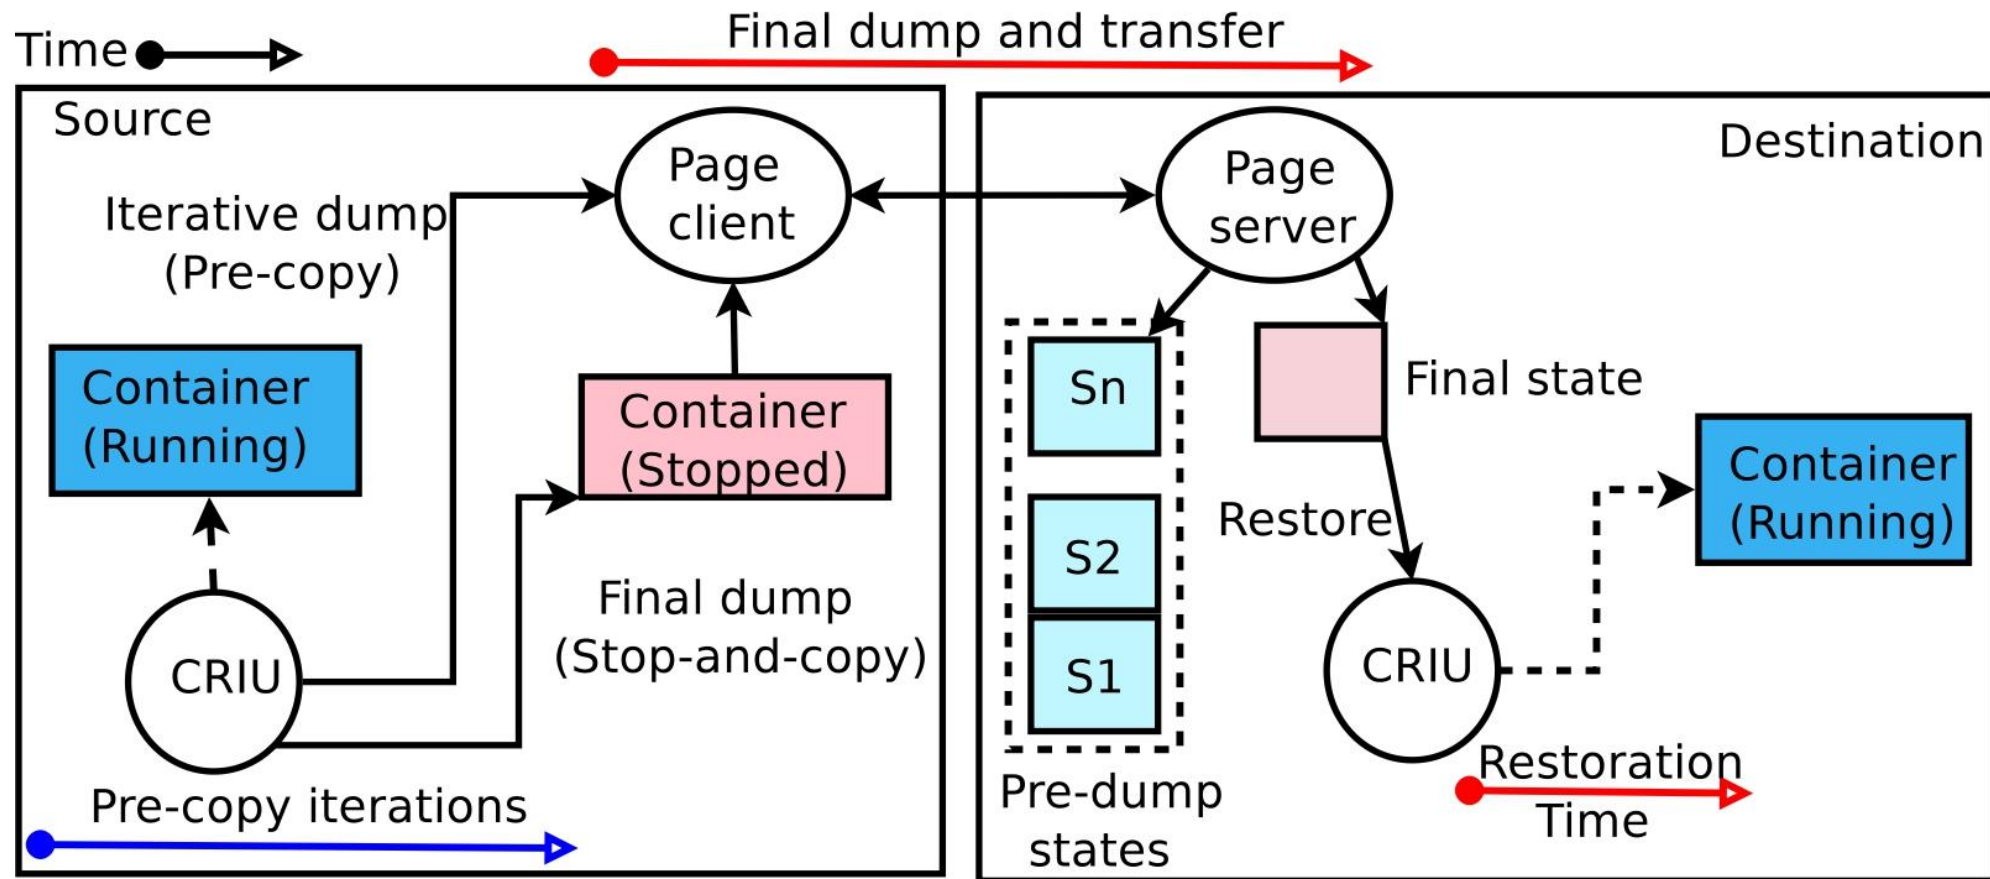 Time
Final dump and transfer
Source
Page
client
Iterative dump
(Pre-copy)
Container
(Running)
Container
(Stopped)
CRIU
Final dump
(Stop-and-copy)
Pre-copy iterations
Destination
Page
server
Sn
S2
S1
Pre-dump
states
Final state
Restore
CRIU
Container
(Running)
Restoration
Time